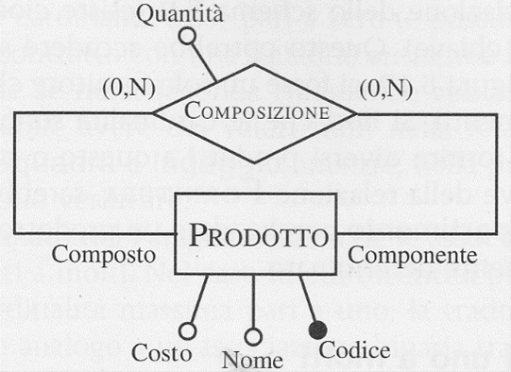 Quantità
(0,N) COMPOSIZIONE (0,N)
PRODOTTO
Composto Componente
Costo Nome Codice